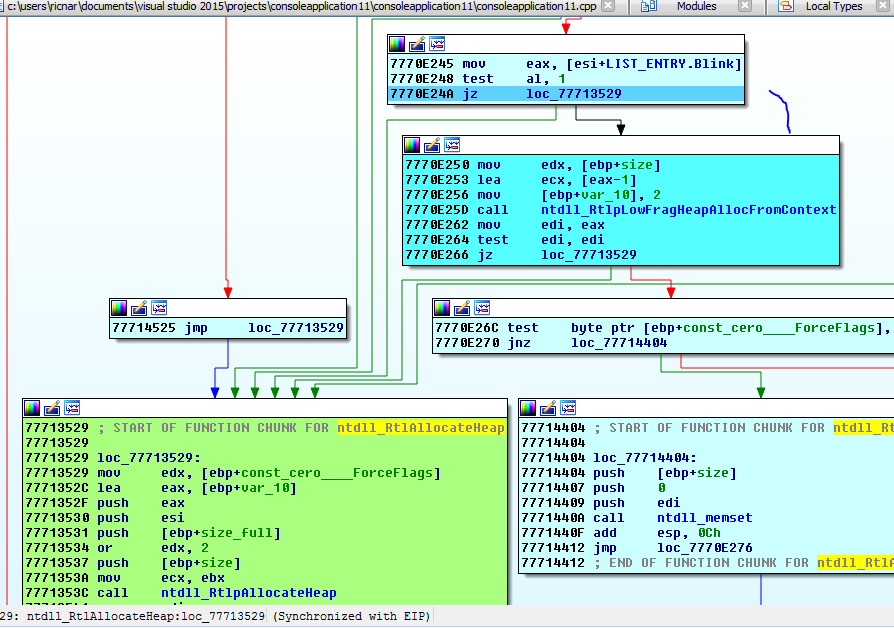 c:\users\ricnar\documents\visual studio 2015\projects\consoleapplication11\consoleapplication11\consoleapplication11.cpp Modules Local Types
7770E245 mov eax, [esi+LIST_ENTRY.Blink]
7770E248 test al, 1
7770E24A jz loc_77713529
7770E250 mov edx, [ebp+size]
7770E253 lea ecx, [eax-1]
7770E256 mov [ebp+var_10], 2
7770E25D call ntdll_RtlpLowFragHeapAllocFromContext
7770E262 mov edi, eax
7770E264 test edi, edi
7770E266 jz loc_77713529
77714525 jmp loc_77713529
7770E26C test byte ptr [ebp+const_cero____ForceFlags],
7770E270 jnz loc_77714404
77713529 ; START OF FUNCTION CHUNK FOR ntdll_RtlAllocateHeap
77713529
77713529 loc_77713529:
77713529 mov edx, [ebp+const_cero____ForceFlags]
7771352C lea eax, [ebp+var_10]
7771352F push eax
77713530 push esi
77713531 push [ebp+size_full]
77713534 or edx, 2
77713537 push [ebp+size]
7771353A mov ecx, ebx
7771353C call ntdll_RtlpAllocateHeap
77714404 ; START OF FUNCTION CHUNK FOR ntdll_Rt
77714404
77714404 loc_77714404:
77714404 push [ebp+size]
77714407 push 0
77714409 push edi
7771440A call ntdll_memset
7771440F add esp, 0Ch
77714412 jmp loc_7770E276
77714412 ; END OF FUNCTION CHUNK FOR ntdll_RtlA
29: ntdll_RtlAllocateHeap:loc_77713529 (Synchronized with EIP)